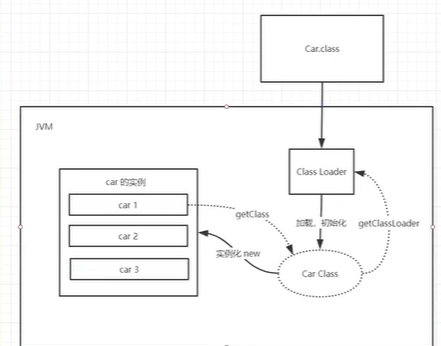 Car.class
JVM
Class Loader
car 的实例
car 1
getClass
加载，初始化
getClassLoader
car 2
实例化 new
car 3
Car Class